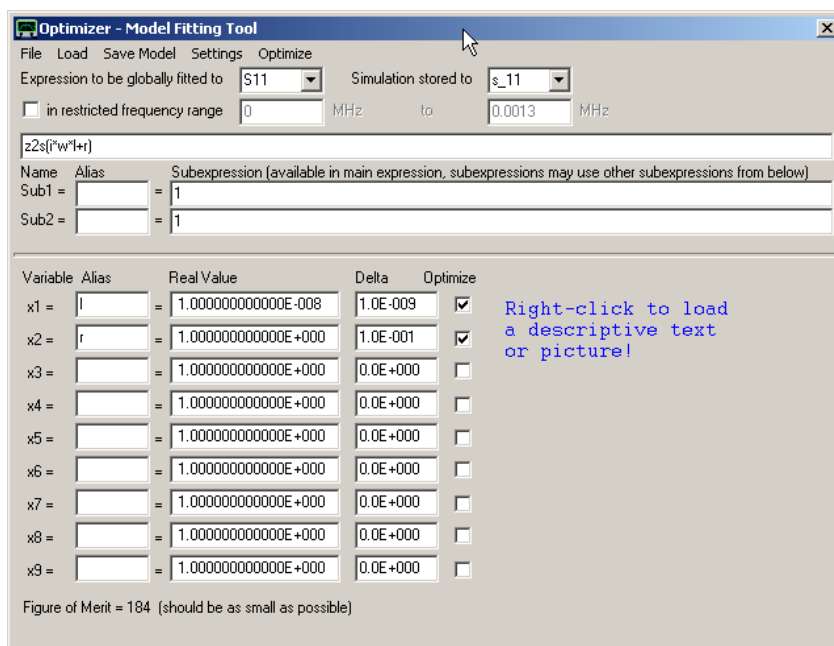 Optimizer - Model Fitting Tool
File Load Save Model Settings Optimize
Expression to be globally fitted to S11 Simulation stored to s_11
in restricted frequency range 0 MHz to 0.0013 MHz
z2s(i*w*l+r)
Name Alias Subexpression (available in main expression, subexpressions may use other subexpressions from below)
Sub1 = = 1
Sub2 = = 1
Variable Alias Real Value Delta Optimize
x1 = l = 1.000000000000E-008 1.0E-009
x2 = r = 1.000000000000E+000 1.0E-001
x3 = = 1.000000000000E+000 0.0E+000
x4 = = 1.000000000000E+000 0.0E+000
x5 = = 1.000000000000E+000 0.0E+000
x6 = = 1.000000000000E+000 0.0E+000
x7 = = 1.000000000000E+000 0.0E+000
x8 = = 1.000000000000E+000 0.0E+000
x9 = = 1.000000000000E+000 0.0E+000
Right-click to load
a descriptive text
or picture!
Figure of Merit = 184 (should be as small as possible)